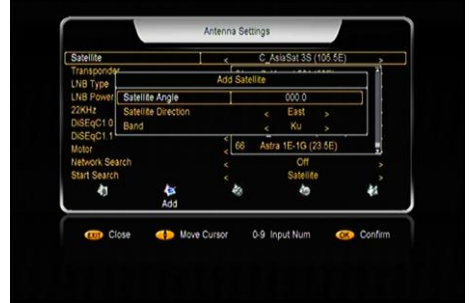 Antenna Settings
Satellite < C_AsiaSat 3S (105.5E) >
Transponder
LNB Type
LNB Power
22KHz
DiSEqC1.0
DiSEqC1.1 <
Motor <
Network Search < Off >
Start Search < Satellite >
Add Satellite
Satellite Angle 000.0
Satellite Direction < East >
Band < Ku >
66 Astra 1E-1G (23.5E)
Add
EXIT Close Move Cursor 0-9 Input Num OK Confirm